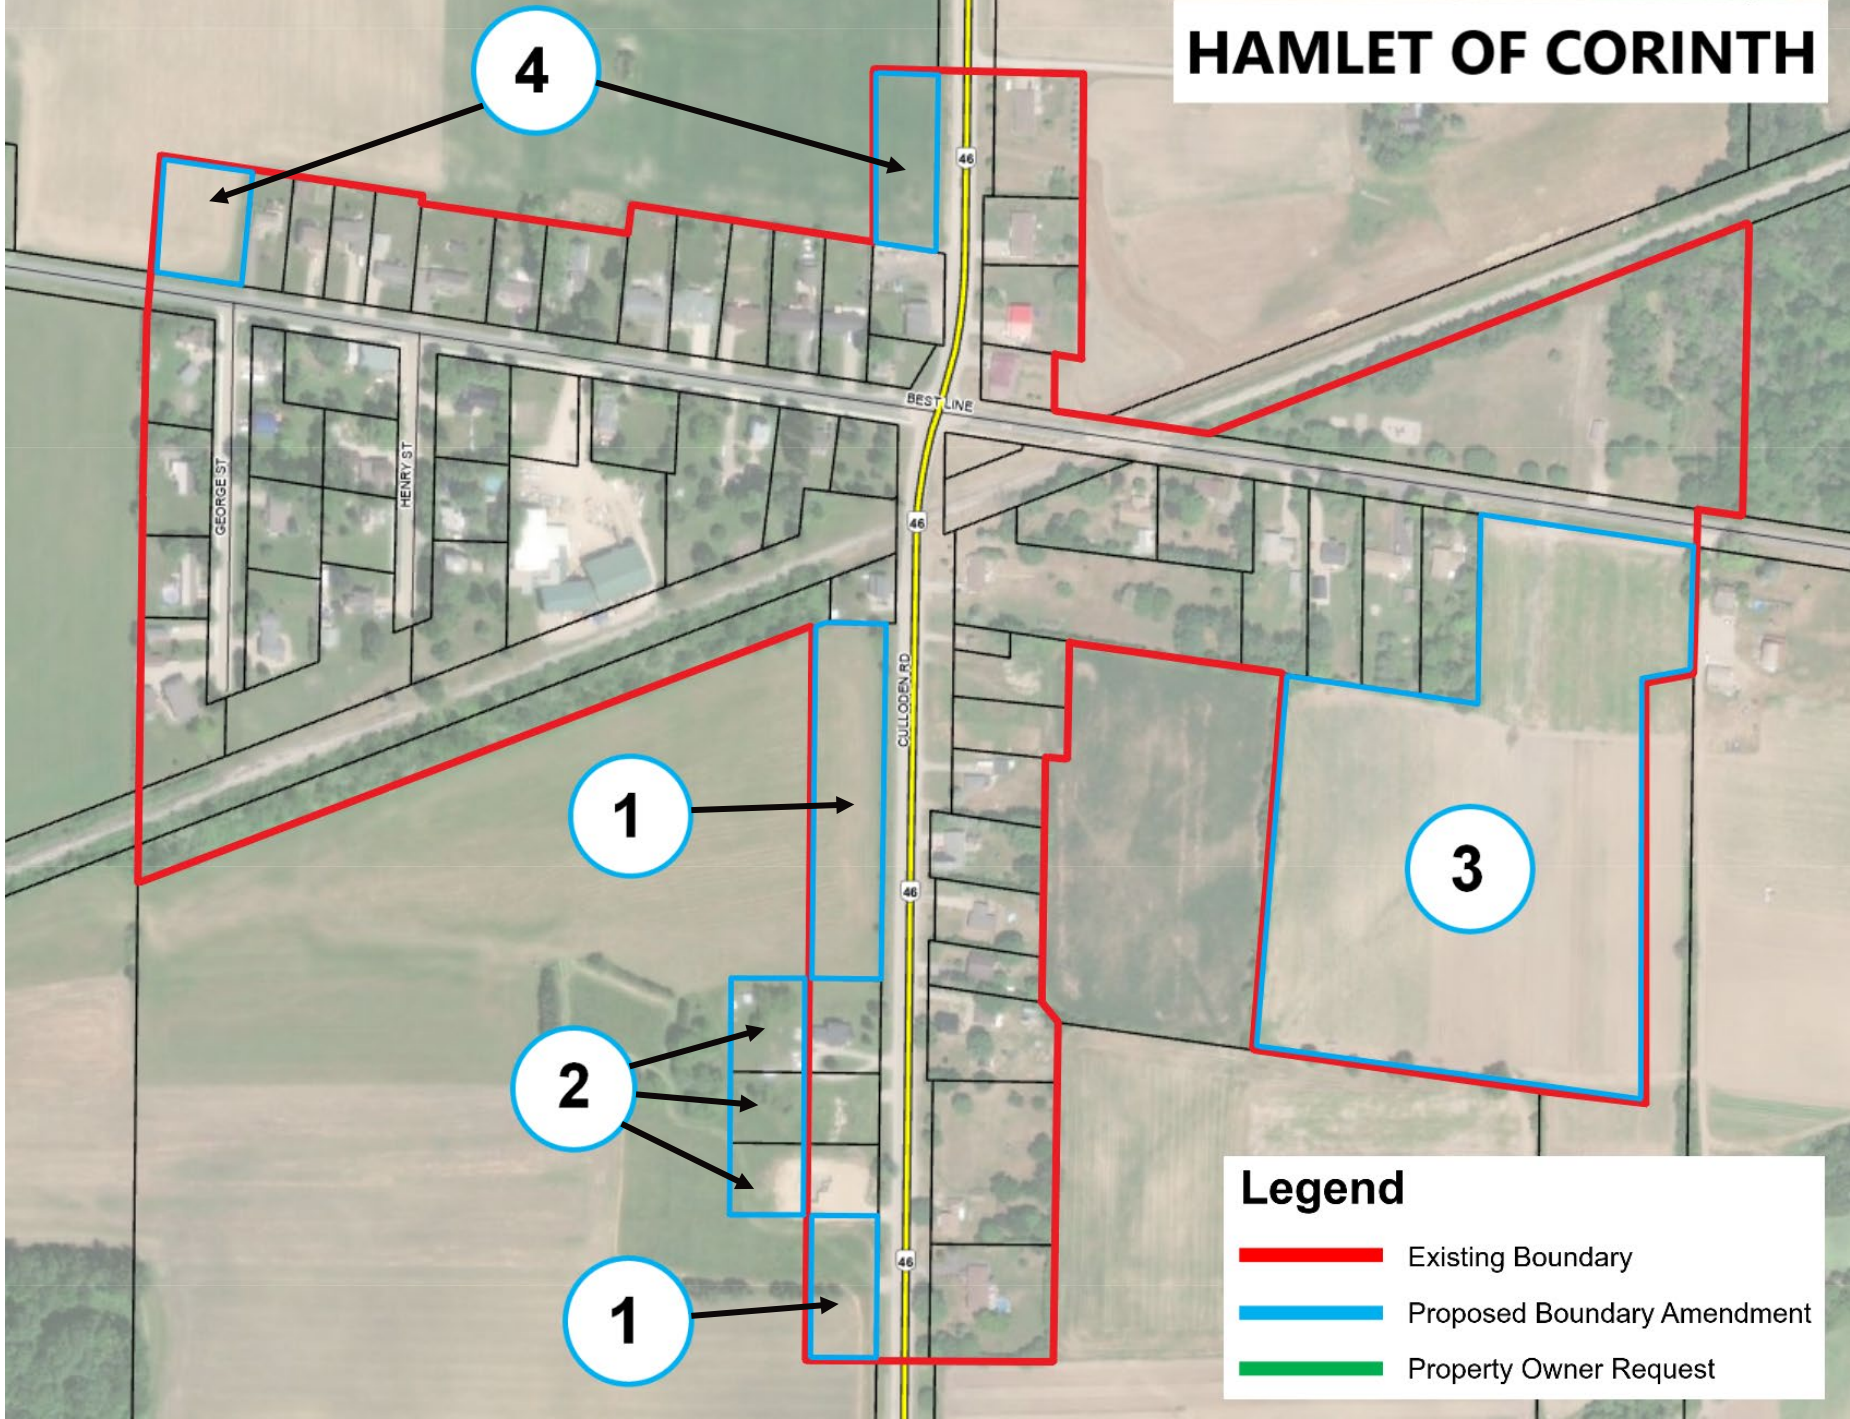 HAMLET OF CORINTH
4
46
BEST LINE
GEORGE ST
HENRY ST
46
CULLODEN RD
1
3
46
2
46
1
Legend
Existing Boundary
Proposed Boundary Amendment
Property Owner Request